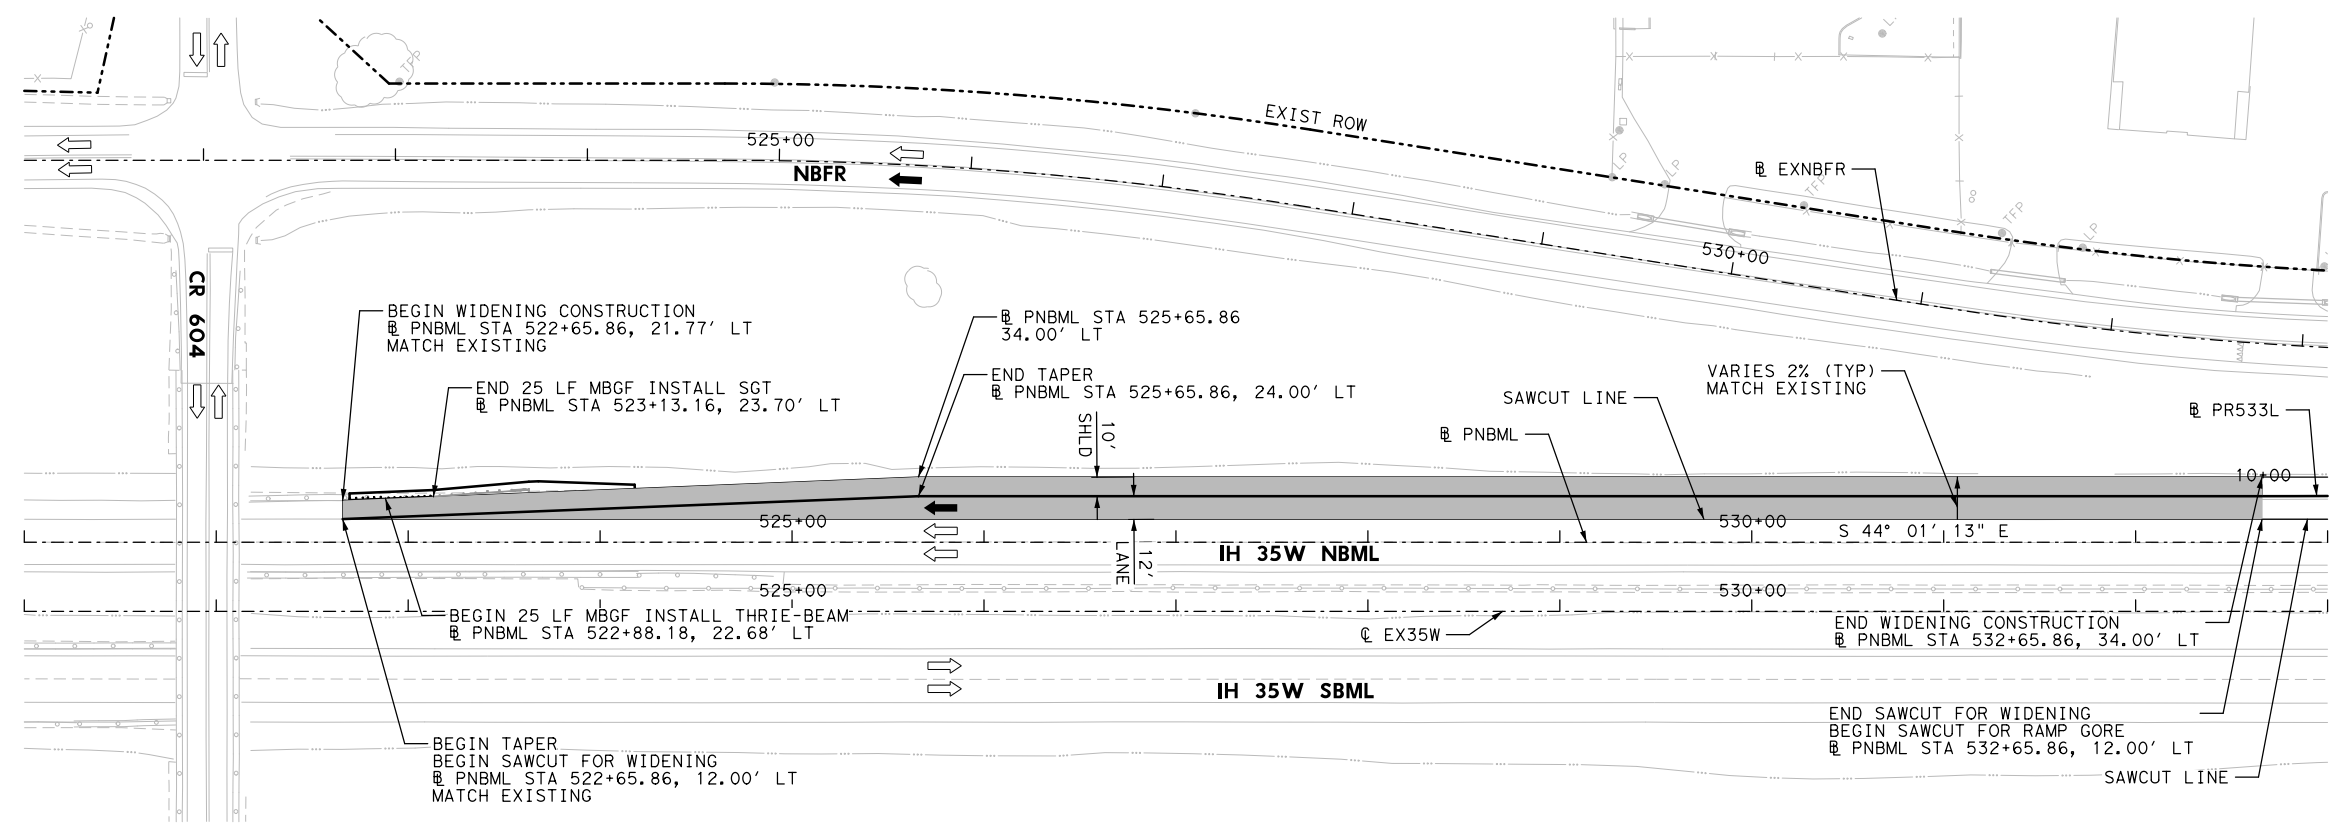 TFP
LP
EXIST ROW
525+00
NBFR
LP
LP
TFP
TFP
LP
℄ EXNBFR
530+00
CR 604
BEGIN WIDENING CONSTRUCTION
℄ PNBML STA 522+65.86, 21.77' LT
MATCH EXISTING
END 25 LF MBGF INSTALL SGT
℄ PNBML STA 523+13.16, 23.70' LT
℄ PNBML STA 525+65.86
34.00' LT
END TAPER
℄ PNBML STA 525+65.86, 24.00' LT
10'
SHLD
SAWCUT LINE
℄ PNBML
VARIES 2% (TYP)
MATCH EXISTING
℄ PR533L
10+00
525+00
530+00
S 44° 01' 13" E
IH 35W NBML
12'
LANE
525+00
530+00
BEGIN 25 LF MBGF INSTALL THRIE-BEAM
℄ PNBML STA 522+88.18, 22.68' LT
℄ EX35W
END WIDENING CONSTRUCTION
℄ PNBML STA 532+65.86, 34.00' LT
IH 35W SBML
BEGIN TAPER
BEGIN SAWCUT FOR WIDENING
℄ PNBML STA 522+65.86, 12.00' LT
MATCH EXISTING
END SAWCUT FOR WIDENING
BEGIN SAWCUT FOR RAMP GORE
℄ PNBML STA 532+65.86, 12.00' LT
SAWCUT LINE